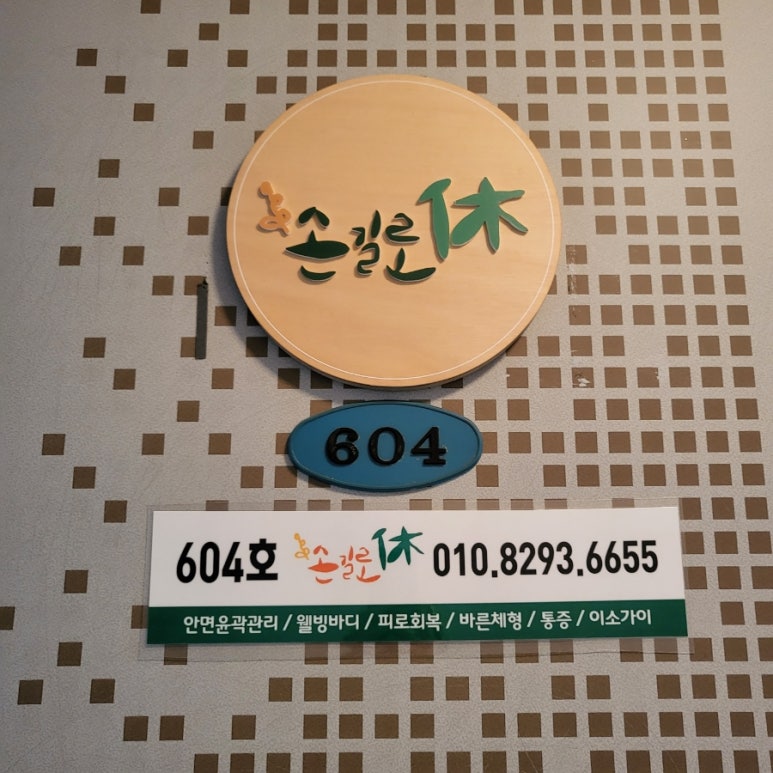 손길로休
604
604호 손길로休 010.8293.6655
안면윤곽관리 / 웰빙바디 / 피로회복 / 바른체형 / 통증 / 이소가이